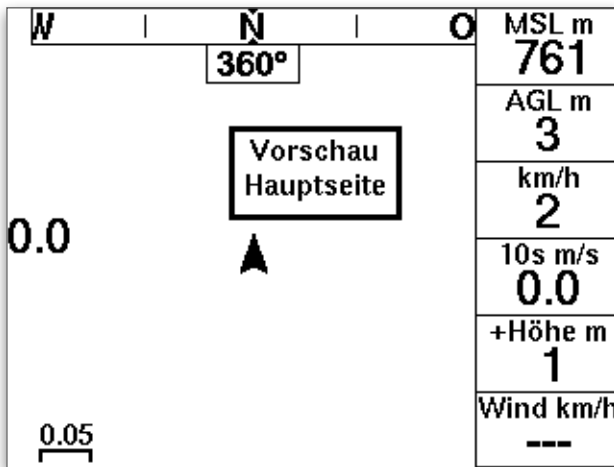 W N O
360°
Vorschau
Hauptseite
0.0
0.05
MSL m
761
AGL m
3
km/h
2
10s m/s
0.0
+Höhe m
1
Wind km/h
---